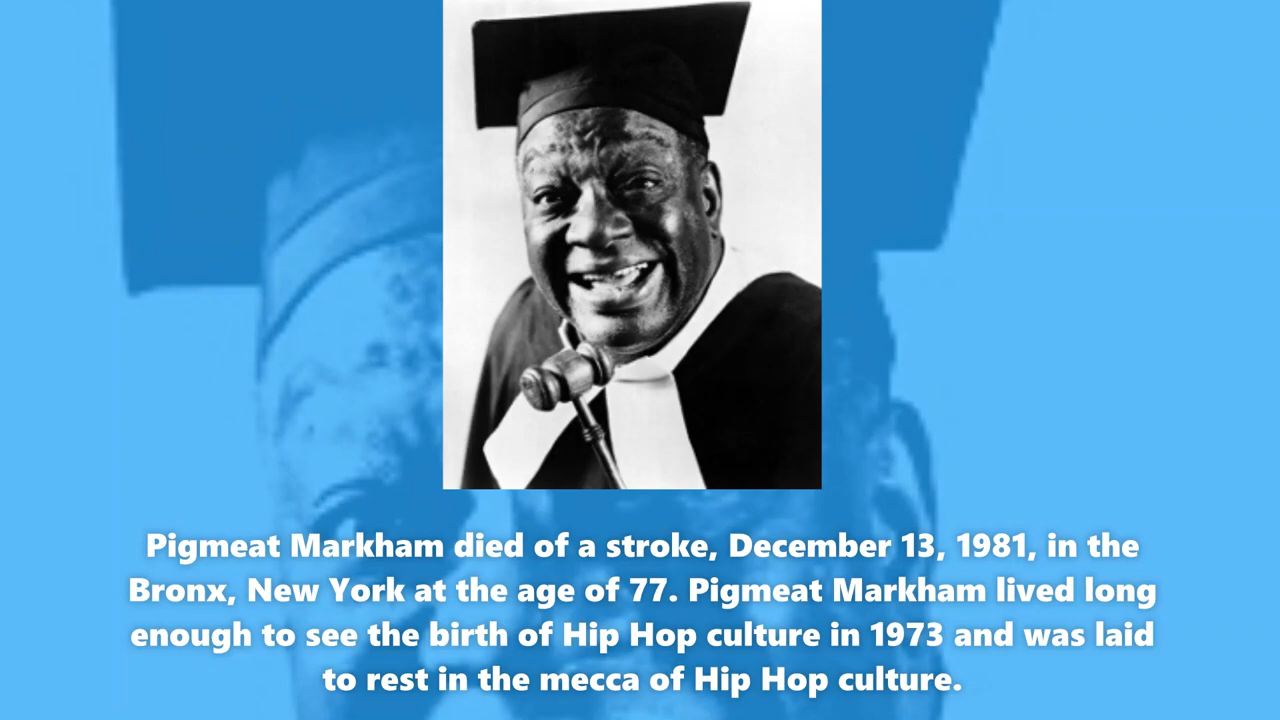 Pigmeat Markham died of a stroke, December 13, 1981, in the
Bronx, New York at the age of 77. Pigmeat Markham lived long
enough to see the birth of Hip Hop culture in 1973 and was laid
to rest in the mecca of Hip Hop culture.